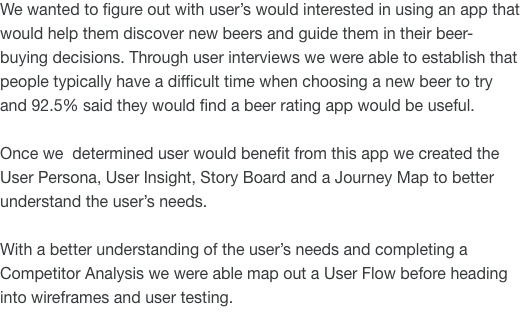 We wanted to figure out with user's would interested in using an app that
would help them discover new beers and guide them in their beer-
buying decisions. Through user interviews we were able to establish that
people typically have a difficult time when choosing a new beer to try
and 92.5% said they would find a beer rating app would be useful.

Once we  determined user would benefit from this app we created the
User Persona, User Insight, Story Board and a Journey Map to better
understand the user's needs.

With a better understanding of the user's needs and completing a
Competitor Analysis we were able map out a User Flow before heading
into wireframes and user testing.